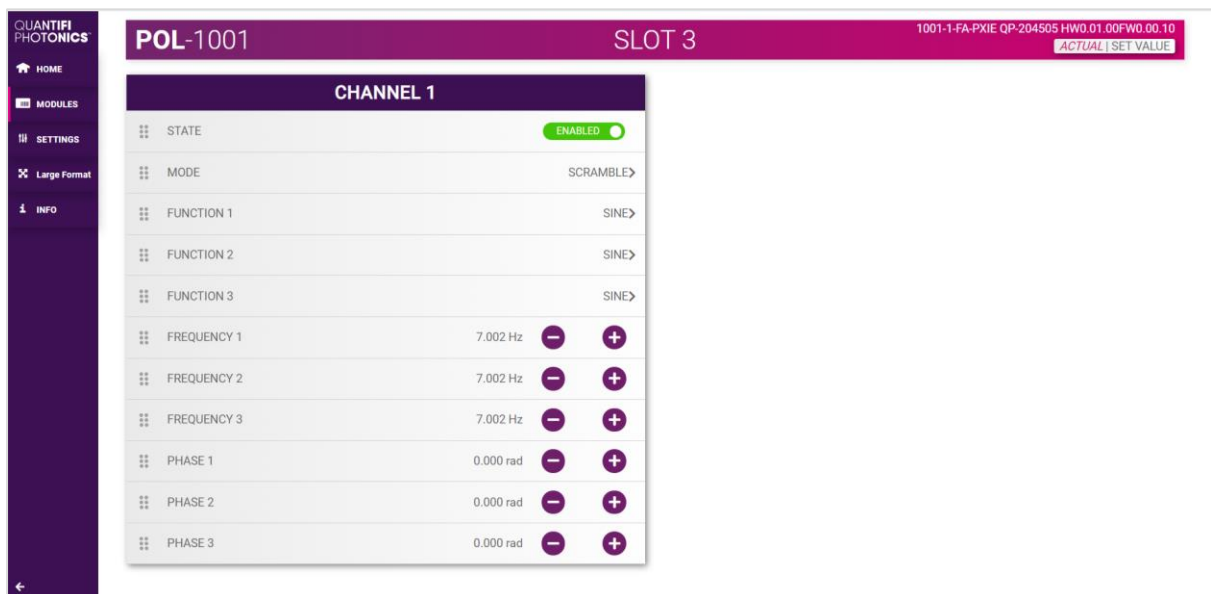 QUANTIFI
PHOTONICS
HOME
MODULES
SETTINGS
Large Format
INFO
POL-1001
SLOT 3
1001-1-FA-PXIE QP-204505 HW0.01.00FW0.00.10
ACTUAL | SET VALUE
CHANNEL 1
STATE ENABLED
MODE SCRAMBLE
FUNCTION 1 SINE
FUNCTION 2 SINE
FUNCTION 3 SINE
FREQUENCY 1 7.002 Hz
FREQUENCY 2 7.002 Hz
FREQUENCY 3 7.002 Hz
PHASE 1 0.000 rad
PHASE 2 0.000 rad
PHASE 3 0.000 rad